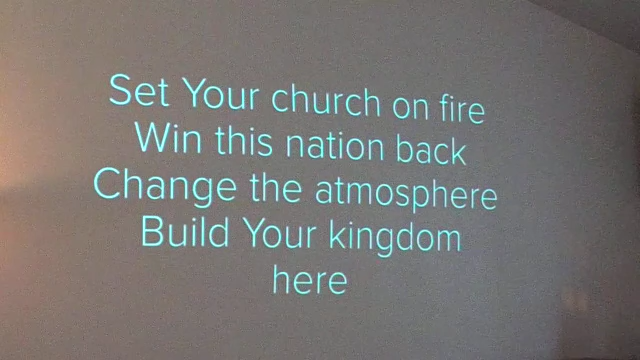 Set Your church on fire
Win this nation back
Change the atmosphere
Build Your kingdom
here